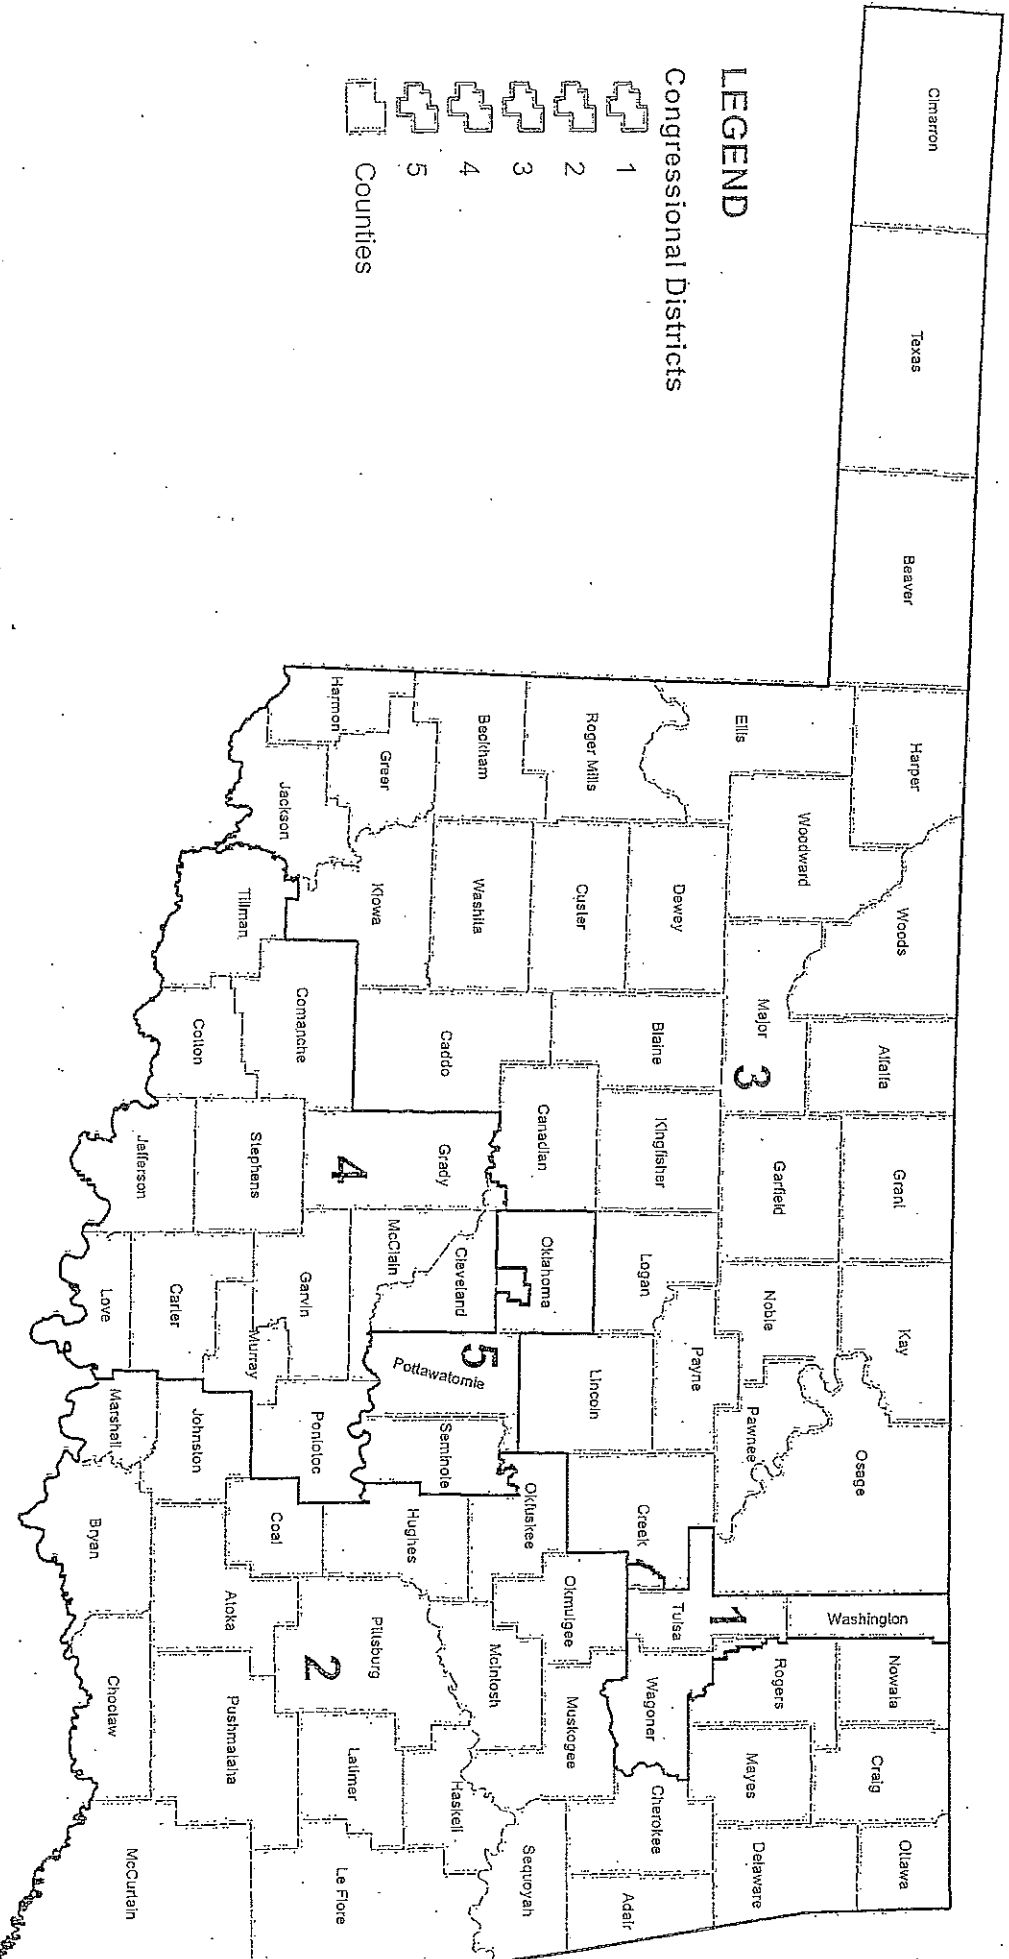 LEGEND
Congressional Districts
1
2
3
4
5
Counties
Cimarron
Texas
Beaver
Harper
Woods
Alfalfa
Grant
Kay
Osage
Washington
Nowata
Craig
Ottawa
Ellis
Woodward
Major
3
Garfield
Noble
Pawnee
1
Rogers
Mayes
Delaware
Roger Mills
Dewey
Blaine
Kingfisher
Logan
Payne
Creek
Tulsa
Wagoner
Cherokee
Adair
Beckham
Custer
Washita
Caddo
Canadian
Oklahoma
Lincoln
Okfuskee
Okmulgee
McIntosh
Muskogee
Sequoyah
Harmon
Greer
Kiowa
Grady
McClain
Cleveland
5
Pottawatomie
Seminole
Hughes
Pittsburg
Haskell
Jackson
Tillman
Comanche
Cotton
4
Stephens
Garvin
Murray
Pontotoc
Coal
2
Latimer
Le Flore
Jefferson
Carter
Love
Johnston
Marshall
Atoka
Bryan
Pushmataha
Choctaw
McCurtain